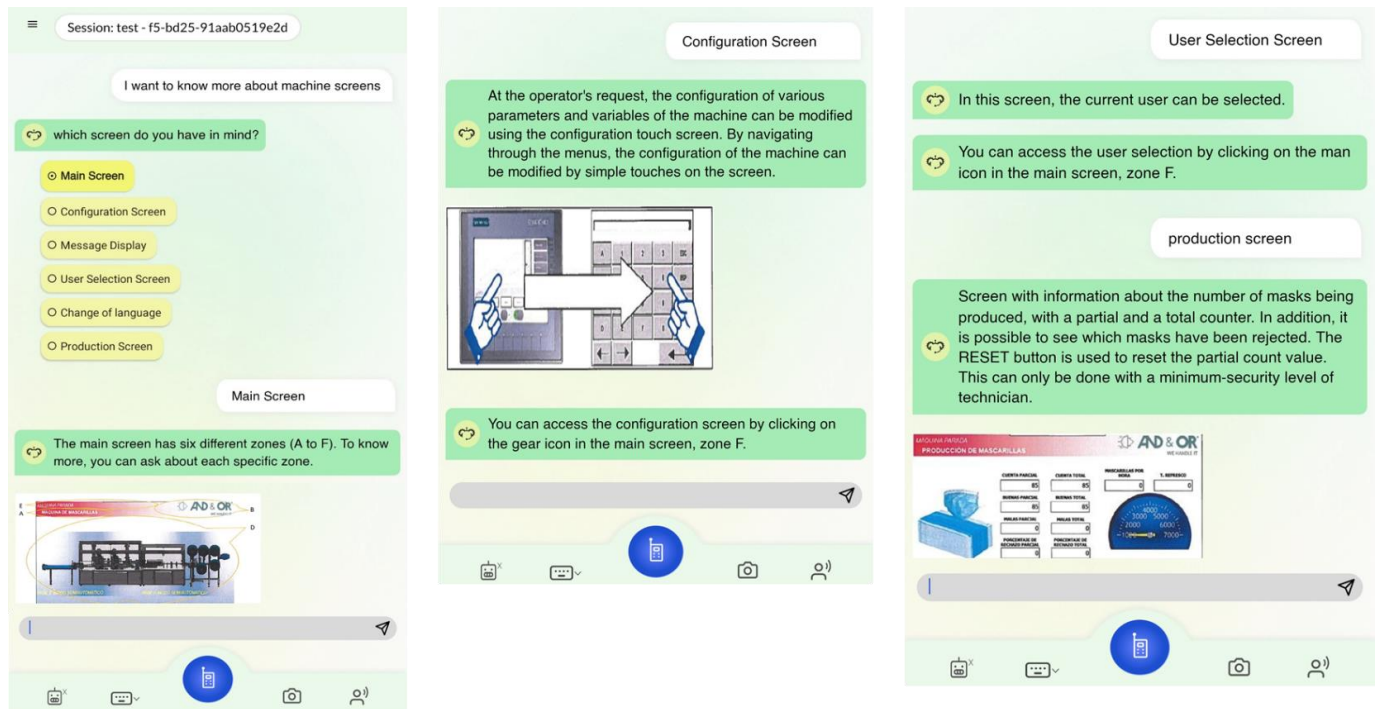 Session: test - f5-bd25-91aab0519e2d
I want to know more about machine screens
which screen do you have in mind?
Main Screen
Configuration Screen
Message Display
User Selection Screen
Change of language
Production Screen
Main Screen
The main screen has six different zones (A to F). To know
more, you can ask about each specific zone.
E
A
MAQUINA DE MASCARILLAS
AND & OR
B
D
Configuration Screen
At the operator's request, the configuration of various
parameters and variables of the machine can be modified
using the configuration touch screen. By navigating
through the menus, the configuration of the machine can
be modified by simple touches on the screen.
You can access the configuration screen by clicking on
the gear icon in the main screen, zone F.
User Selection Screen
In this screen, the current user can be selected.
You can access the user selection by clicking on the man
icon in the main screen, zone F.
production screen
Screen with information about the number of masks being
produced, with a partial and a total counter. In addition, it
is possible to see which masks have been rejected. The
RESET button is used to reset the partial count value.
This can only be done with a minimum-security level of
technician.
MAQUINA PARADA
PRODUCCION DE MASCARILLAS
AND & OR
WE HANDLE IT
CUENTA PARCIAL
85
CUENTA TOTAL
85
MASCARILLAS POR
HORA
0
T. REFRESCO
0
BUENAS PARCIAL
85
BUENAS TOTAL
85
MALAS PARCIAL
0
MALAS TOTAL
0
PORCENTAJE DE
RECHAZO PARCIAL
0
PORCENTAJE DE
RECHAZO TOTAL
0
4000
3000 5000
2000 6000
7000